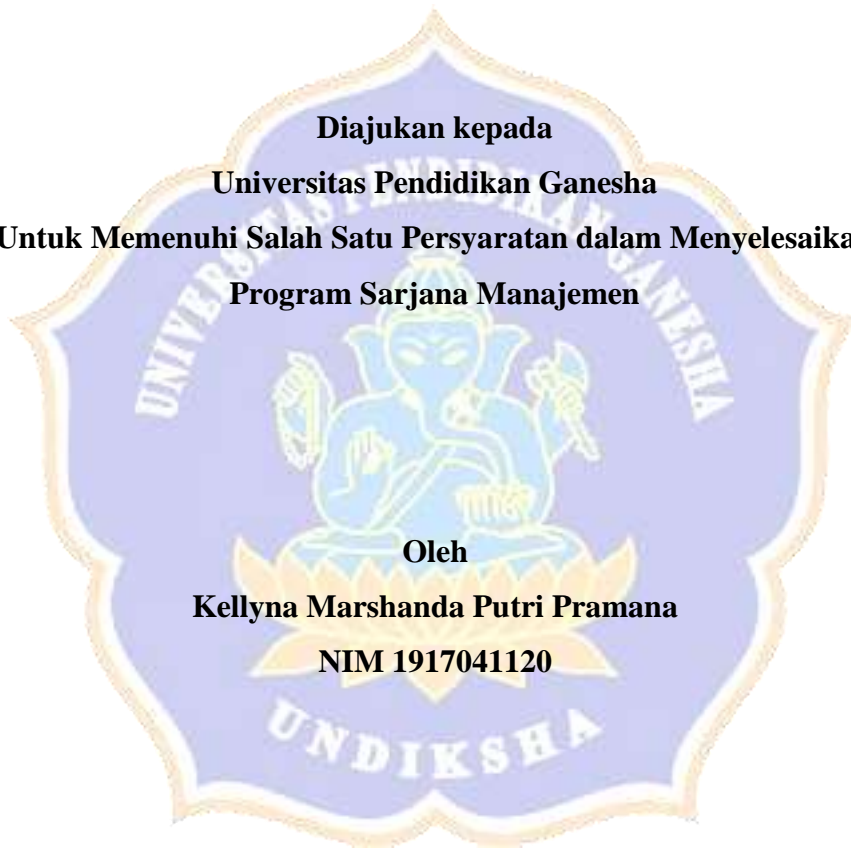 Diajukan kepada
Universitas Pendidikan Ganesha
Untuk Memenuhi Salah Satu Persyaratan dalam Menyelesaika
Program Sarjana Manajemen
UNIVERSITAS PENDIDIKAN GANESHA
Oleh
Kellyna Marshanda Putri Pramana
NIM 1917041120
UNDIKSHA